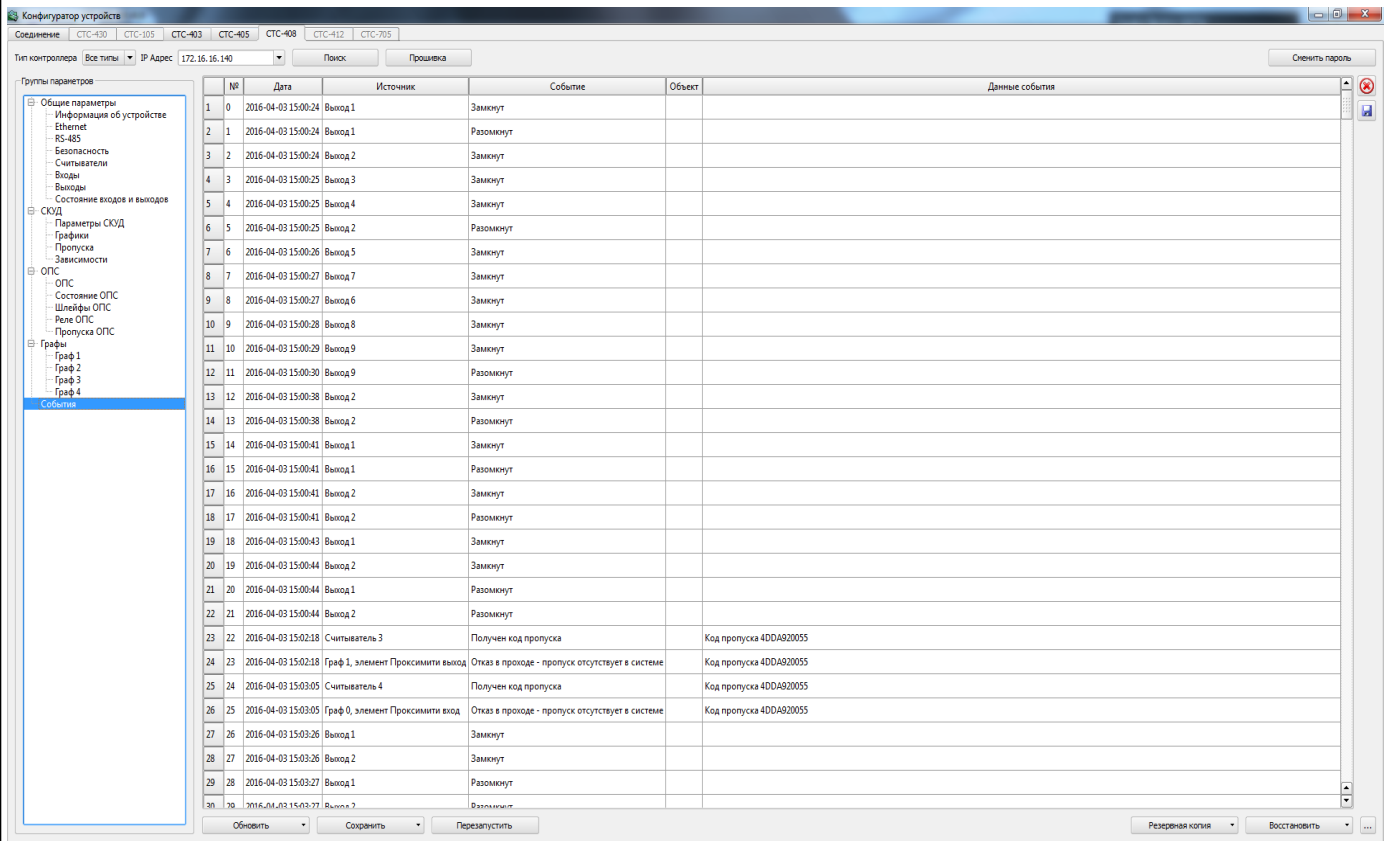 Конфигуратор устройств
Соединение СТС-430 СТС-105 СТС-403 СТС-405 СТС-408 СТС-412 СТС-705
Тип контроллера Все типы IP Адрес 172.16.16.140 Поиск Прошивка Сменить пароль
Группы параметров
Общие параметры
Информация об устройстве
Ethernet
RS-485
Безопасность
Считыватели
Входы
Выходы
Состояние входов и выходов
СКУД
Параметры СКУД
Графики
Пропуска
Зависимости
ОПС
ОПС
Состояние ОПС
Шлейфы ОПС
Реле ОПС
Пропуска ОПС
Графы
Граф 1
Граф 2
Граф 3
Граф 4
События
№ Дата Источник Событие Объект Данные события
1 0 2016-04-03 15:00:24 Выход 1 Замкнут
2 1 2016-04-03 15:00:24 Выход 1 Разомкнут
3 2 2016-04-03 15:00:24 Выход 2 Замкнут
4 3 2016-04-03 15:00:25 Выход 3 Замкнут
5 4 2016-04-03 15:00:25 Выход 4 Замкнут
6 5 2016-04-03 15:00:25 Выход 2 Разомкнут
7 6 2016-04-03 15:00:26 Выход 5 Замкнут
8 7 2016-04-03 15:00:27 Выход 7 Замкнут
9 8 2016-04-03 15:00:27 Выход 6 Замкнут
10 9 2016-04-03 15:00:28 Выход 8 Замкнут
11 10 2016-04-03 15:00:29 Выход 9 Замкнут
12 11 2016-04-03 15:00:30 Выход 9 Разомкнут
13 12 2016-04-03 15:00:38 Выход 2 Замкнут
14 13 2016-04-03 15:00:38 Выход 2 Разомкнут
15 14 2016-04-03 15:00:41 Выход 1 Замкнут
16 15 2016-04-03 15:00:41 Выход 1 Разомкнут
17 16 2016-04-03 15:00:41 Выход 2 Замкнут
18 17 2016-04-03 15:00:41 Выход 2 Разомкнут
19 18 2016-04-03 15:00:43 Выход 1 Замкнут
20 19 2016-04-03 15:00:44 Выход 2 Замкнут
21 20 2016-04-03 15:00:44 Выход 1 Разомкнут
22 21 2016-04-03 15:00:44 Выход 2 Разомкнут
23 22 2016-04-03 15:02:18 Считыватель 3 Получен код пропуска Код пропуска 4DDA920055
24 23 2016-04-03 15:02:18 Граф 1, элемент Проксимити выход Отказ в проходе - пропуск отсутствует в системе Код пропуска 4DDA920055
25 24 2016-04-03 15:03:05 Считыватель 4 Получен код пропуска Код пропуска 4DDA920055
26 25 2016-04-03 15:03:05 Граф 0, элемент Проксимити вход Отказ в проходе - пропуск отсутствует в системе Код пропуска 4DDA920055
27 26 2016-04-03 15:03:26 Выход 1 Замкнут
28 27 2016-04-03 15:03:26 Выход 2 Замкнут
29 28 2016-04-03 15:03:27 Выход 1 Разомкнут
30 29 2016-04-03 15:03:27 Выход 2 Разомкнут
Обновить Сохранить Перезапустить Резервная копия Восстановить ...